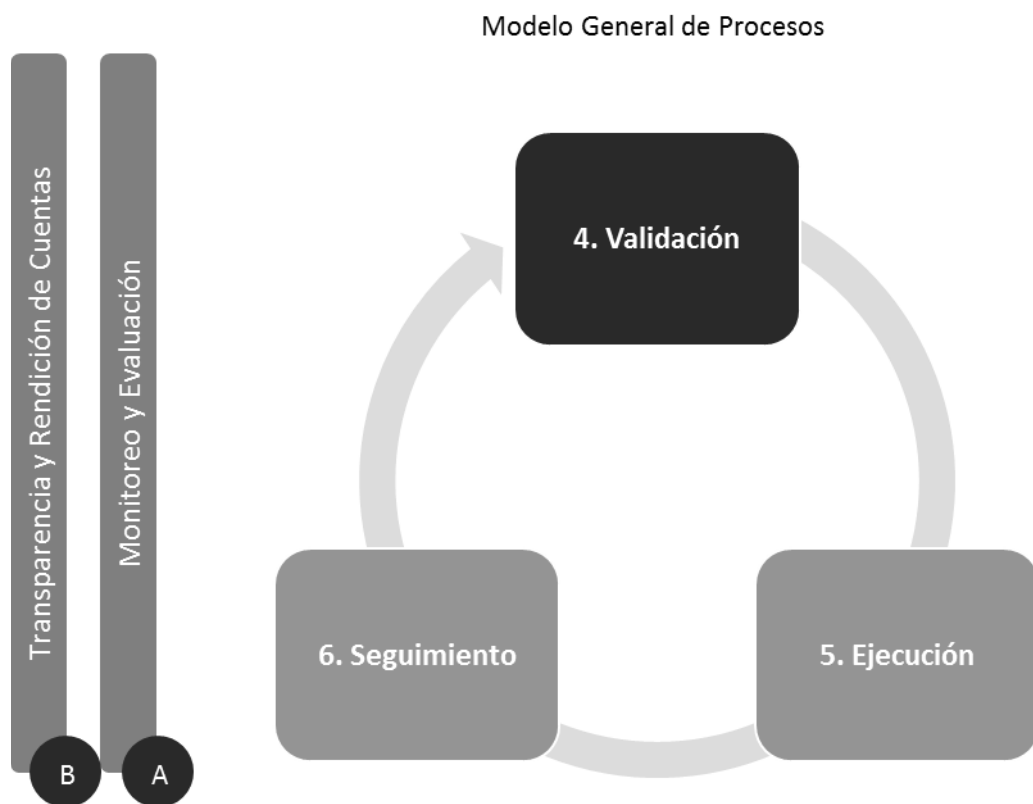 Modelo General de Procesos
Transparencia y Rendición de Cuentas
Monitoreo y Evaluación
4. Validación
6. Seguimiento
5. Ejecución
B
A